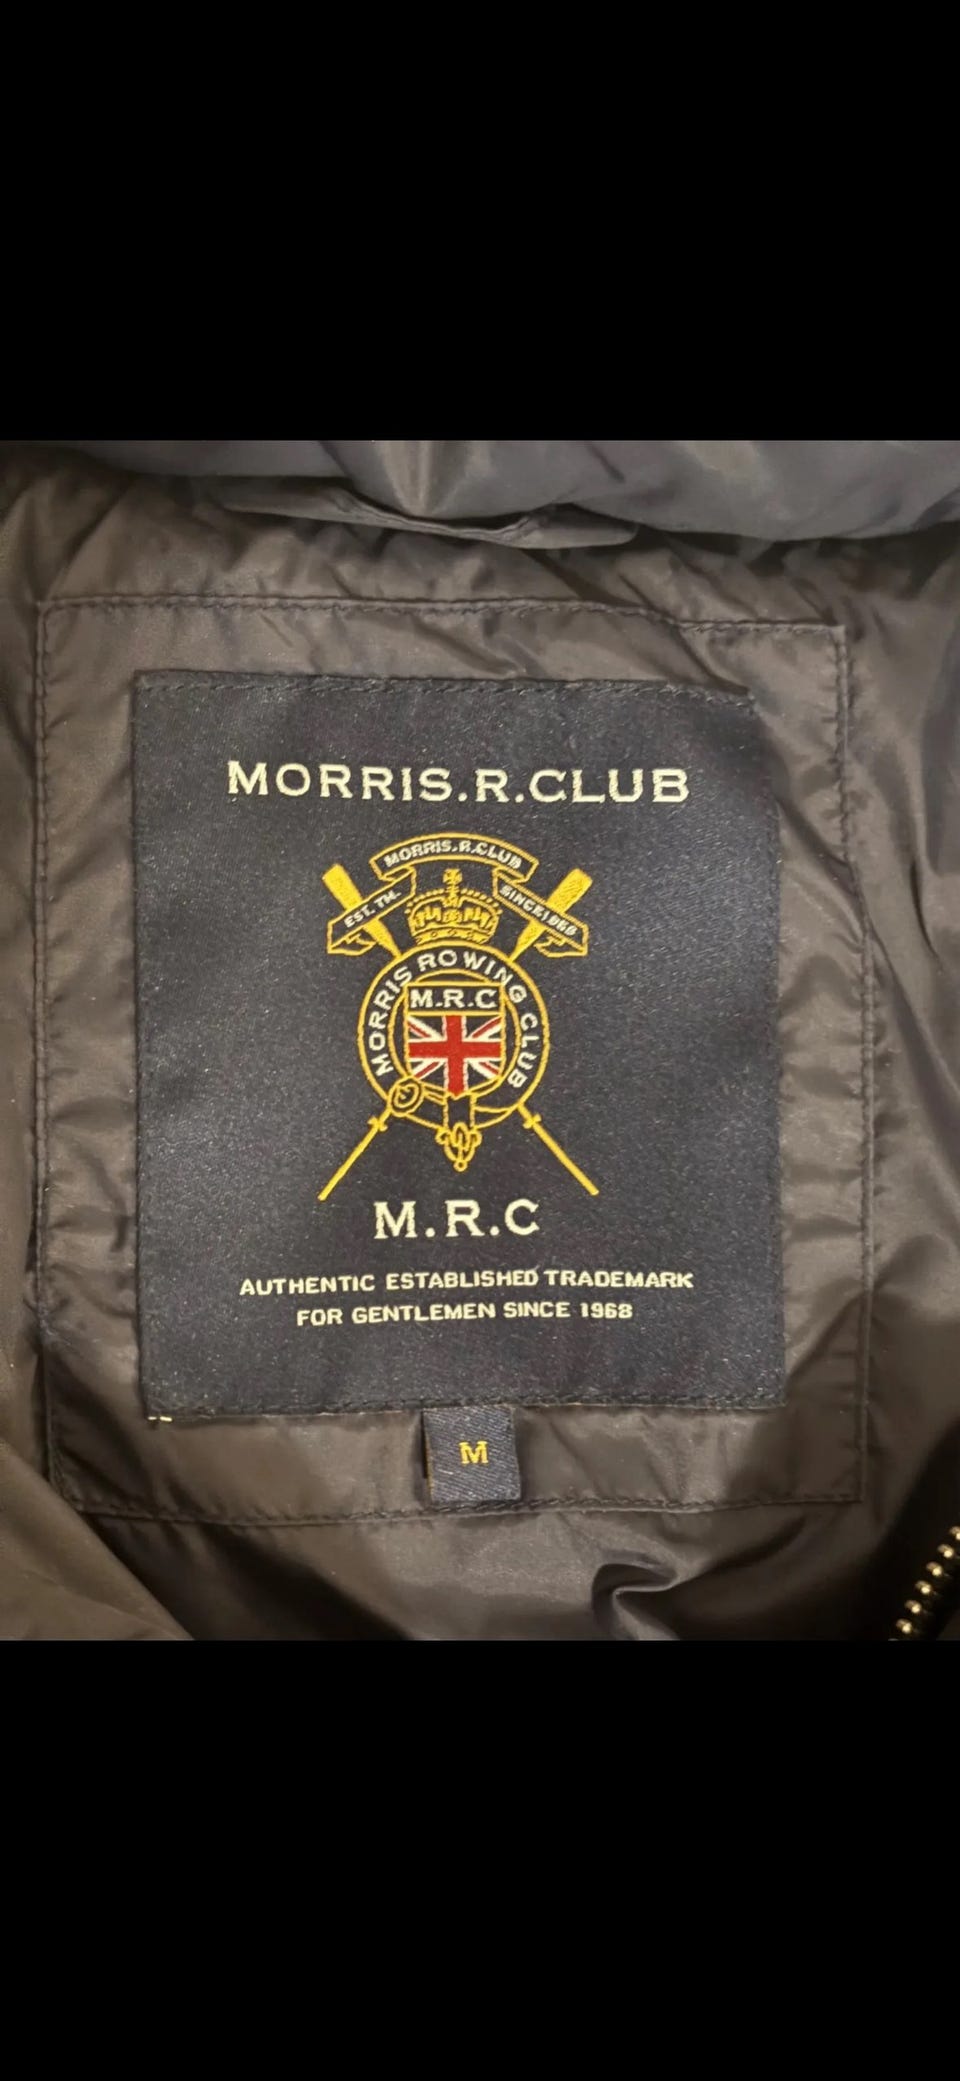 MORRIS.R.CLUB
MORRIS.R.CLUB
EST. TM.
SINCE1968
MORRIS ROWING CLUB
M.R.C
M.R.C
AUTHENTIC ESTABLISHED TRADEMARK
FOR GENTLEMEN SINCE 1968
M